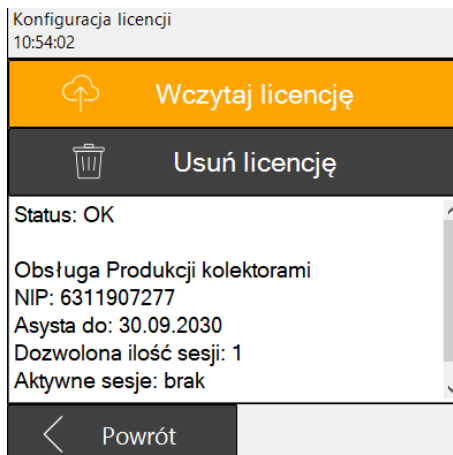 Konfiguracja licencji
10:54:02
Wczytaj licencję
Usuń licencję
Status: OK
Obsługa Produkcji kolektorami
NIP: 6311907277
Asysta do: 30.09.2030
Dozwolona ilość sesji: 1
Aktywne sesje: brak
Powrót